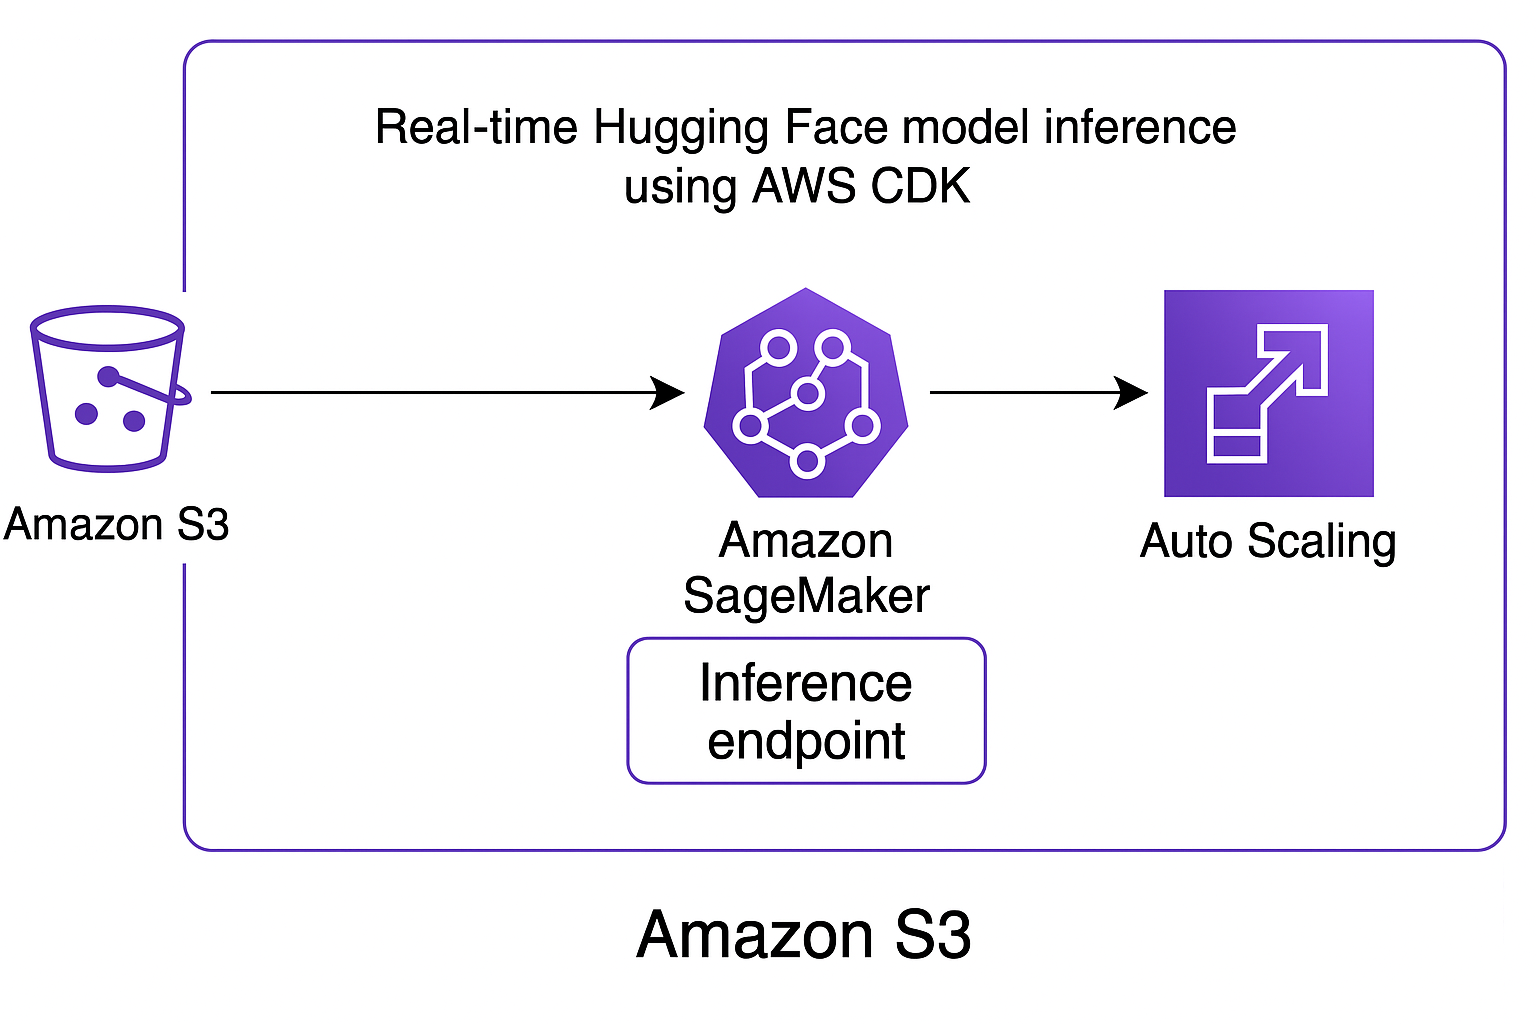 Real-time Hugging Face model inference
using AWS CDK
Amazon S3
Amazon
SageMaker
Auto Scaling
Inference
endpoint
Amazon S3